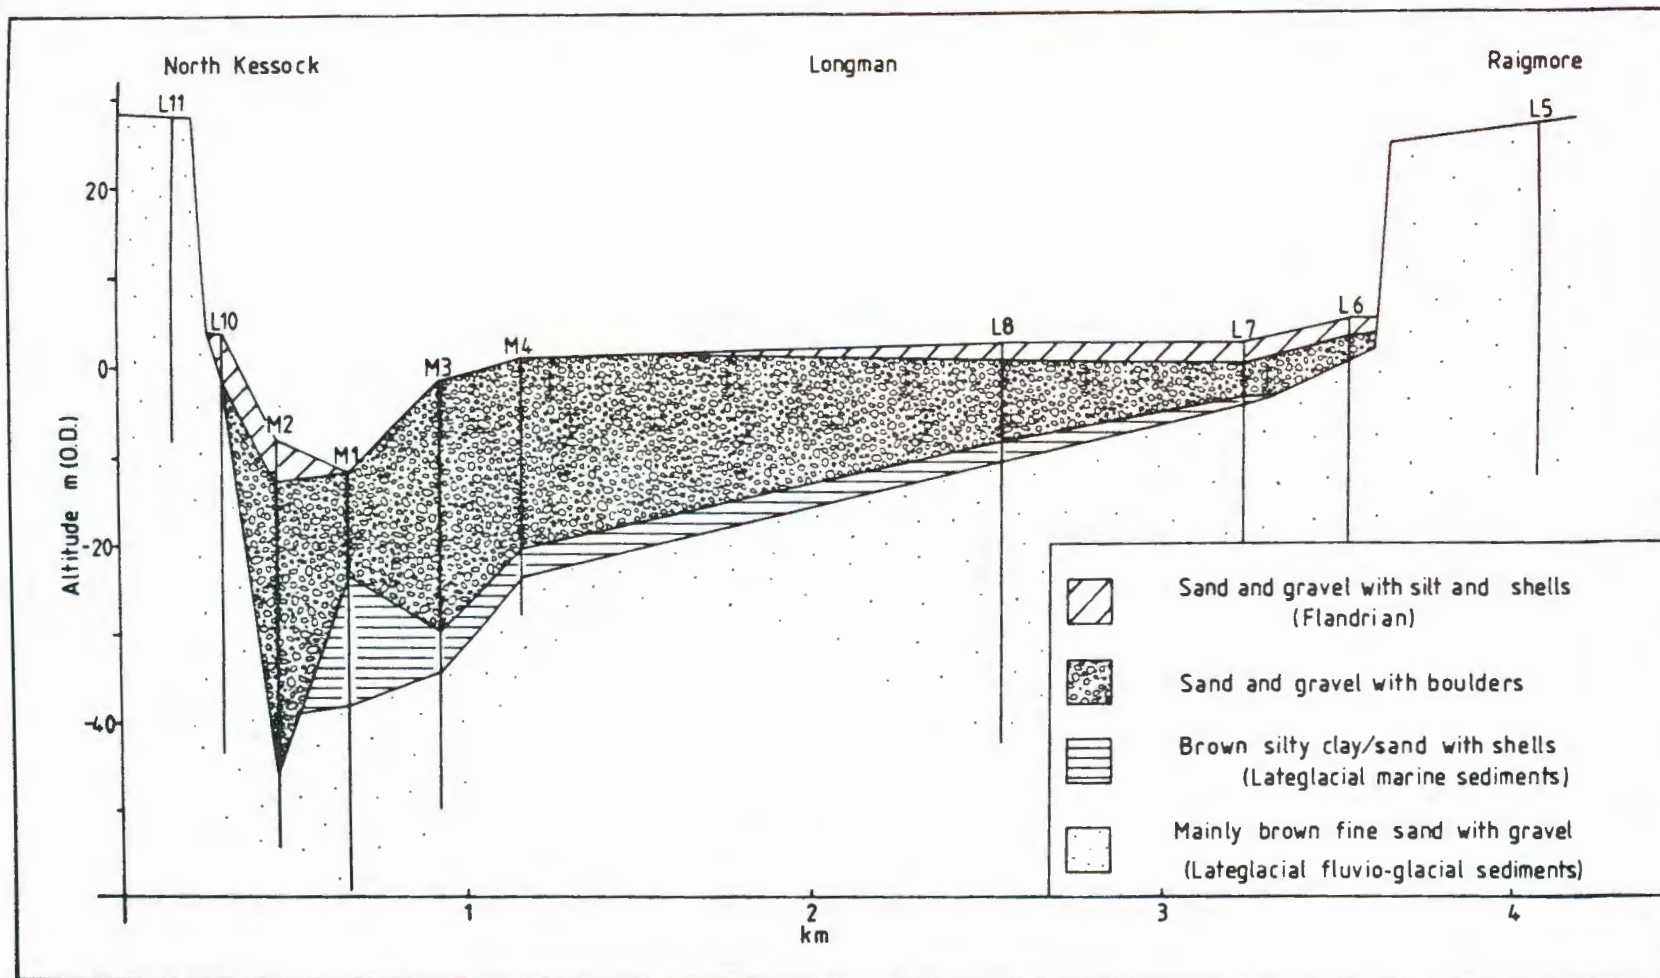 North Kessock
Longman
Raigmore
L11
L5
20
L10
L8
L7
L6
0
M3
M4
M2
M1
Altitude m (O.D.)
-20
-40
Sand and gravel with silt and shells
(Flandrian)
Sand and gravel with boulders
Brown silty clay/sand with shells
(Lateglacial marine sediments)
Mainly brown fine sand with gravel
(Lateglacial fluvio-glacial sediments)
1
2
3
4
km